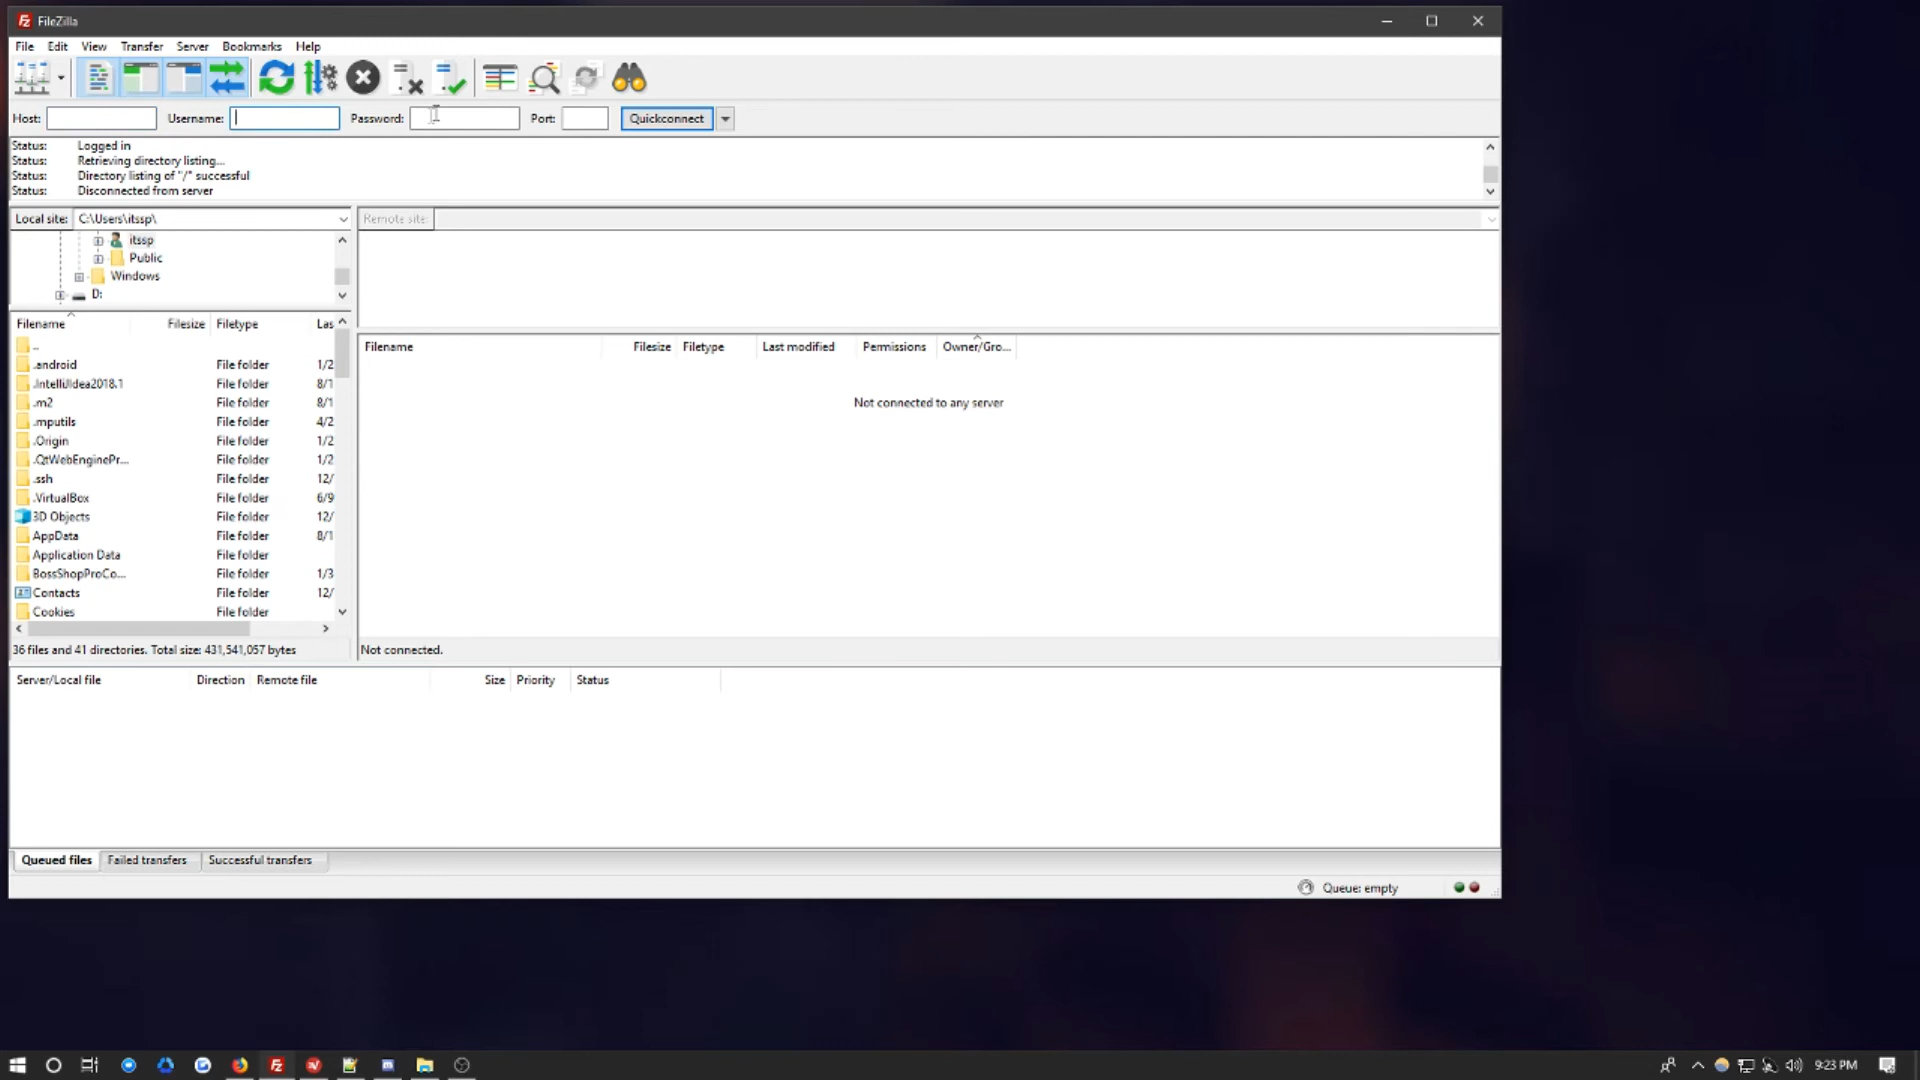 FileZilla
File Edit View Transfer Server Bookmarks Help
Host: Username: Password: Port: Quickconnect
Status: Logged in
Status: Retrieving directory listing...
Status: Directory listing of "/" successful
Status: Disconnected from server
Local site: C:\Users\itssp\
Remote site:
itssp
Public
Windows
D:
Filename Filesize Filetype Las
..
.android File folder 1/2
.IntelliJIdea2018.1 File folder 8/1
.m2 File folder 8/1
.mputils File folder 4/2
.Origin File folder 1/2
.QtWebEnginePr... File folder 1/2
.ssh File folder 12/
.VirtualBox File folder 6/9
3D Objects File folder 12/
AppData File folder 8/1
Application Data File folder
BossShopProCo... File folder 1/3
Contacts File folder 12/
Cookies File folder
36 files and 41 directories. Total size: 431,541,057 bytes
Filename Filesize Filetype Last modified Permissions Owner/Gro...
Not connected to any server
Not connected.
Server/Local file Direction Remote file Size Priority Status
Queued files Failed transfers Successful transfers
Queue: empty
9:23 PM